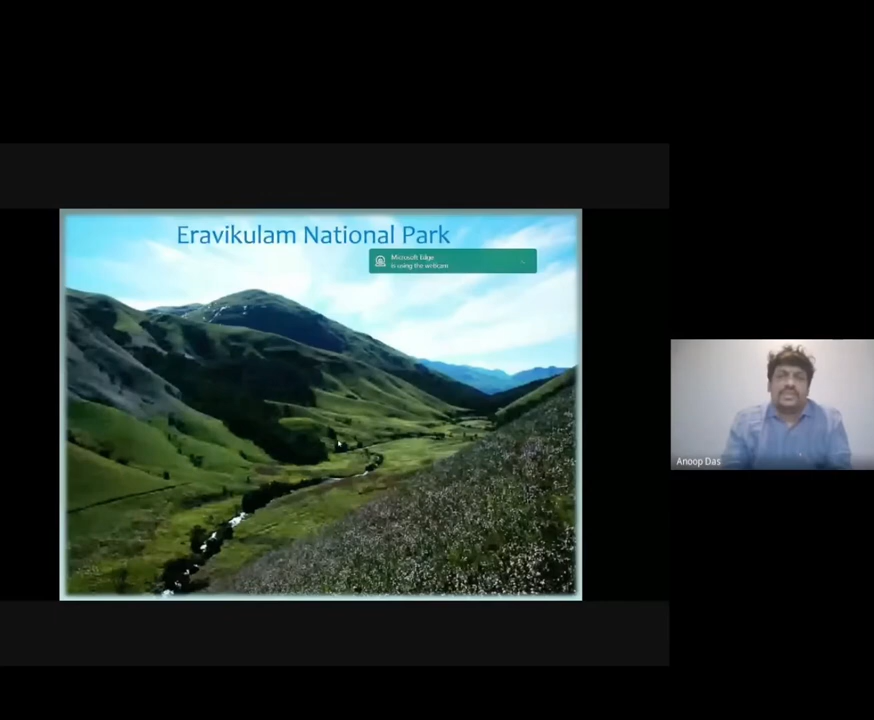 Eravikulam National Park
Microsoft Edge
is using the webcam
Anoop Das